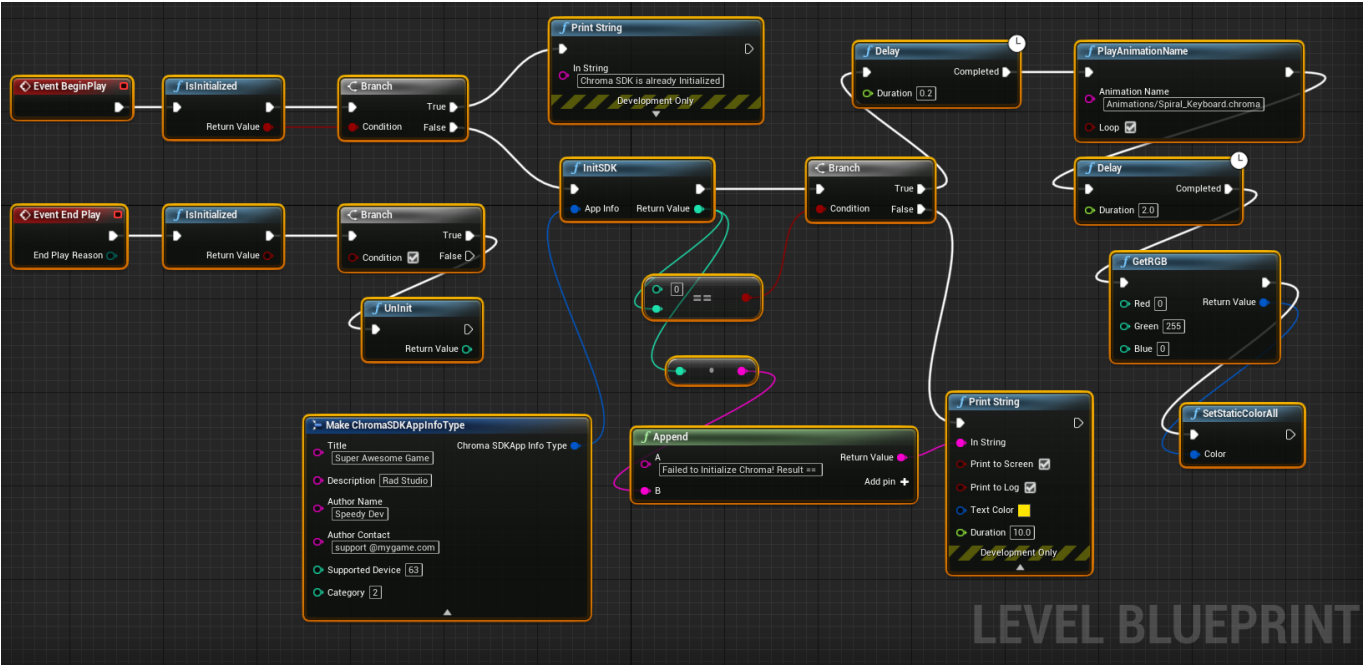 Event BeginPlay
IsInitialized
Return Value
Branch
True
Condition
False
Print String
In String
Chroma SDK is already Initialized
Development Only
Delay
Completed
Duration 0.2
PlayAnimationName
Animation Name
Animations/Spiral_Keyboard.chroma
Loop
Event End Play
End Play Reason
IsInitialized
Return Value
Branch
True
Condition
False
UnInit
Return Value
InitSDK
App Info Return Value
Branch
True
Condition False
Delay
Completed
Duration 2.0
0
==
GetRGB
Red 0 Return Value
Green 255
Blue 0
Make ChromaSDKAppInfoType
Title Chroma SDKApp Info Type
Super Awesome Game
Description Rad Studio
Author Name
Speedy Dev
Author Contact
support @mygame.com
Supported Device 63
Category 2
Append
A Return Value
Failed to Initialize Chroma! Result ==
Add pin +
B
Print String
In String
Print to Screen
Print to Log
Text Color
Duration 10.0
Development Only
SetStaticColorAll
Color
LEVEL BLUEPRINT